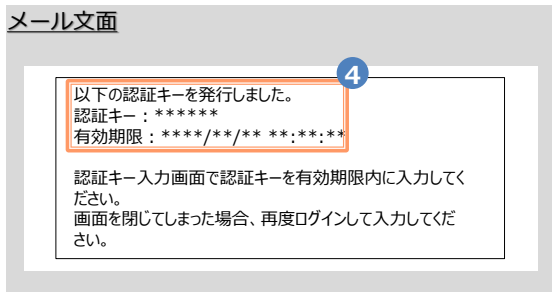 メール文面
4
以下の認証キーを発行しました。
認証キー：******
有効期限：****/**/** **:**:**
認証キー入力画面で認証キーを有効期限内に入力してく
ださい。
画面を閉じてしまった場合、再度ログインして入力してくだ
さい。